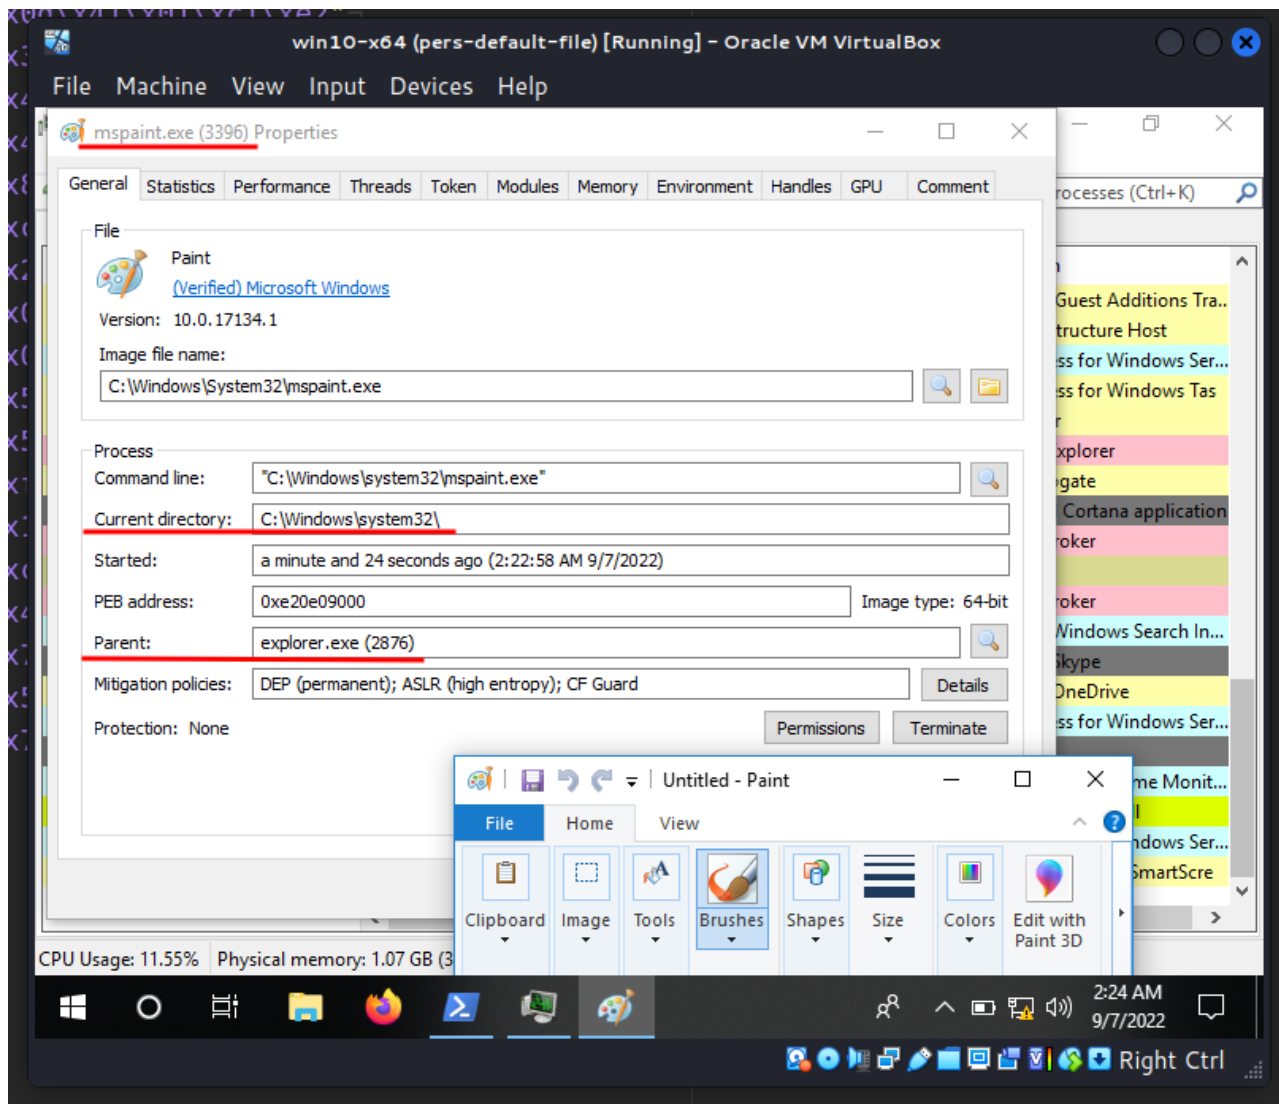 win10-x64 (pers-default-file) [Running] - Oracle VM VirtualBox
File Machine View Input Devices Help
mspaint.exe (3396) Properties
General Statistics Performance Threads Token Modules Memory Environment Handles GPU Comment
rocesses (Ctrl+K)
File
Paint
(Verified) Microsoft Windows
Version: 10.0.17134.1
Image file name:
C:\Windows\System32\mspaint.exe
Process
Command line: "C:\Windows\system32\mspaint.exe"
Current directory: C:\Windows\system32\
Started: a minute and 24 seconds ago (2:22:58 AM 9/7/2022)
PEB address: 0xe20e09000 Image type: 64-bit
Parent: explorer.exe (2876)
Mitigation policies: DEP (permanent); ASLR (high entropy); CF Guard Details
Protection: None Permissions Terminate
Guest Additions Tra...
tructure Host
ess for Windows Ser...
ess for Windows Tas
r
xplorer
ogate
Cortana application
roker
roker
Windows Search In...
Skype
OneDrive
ess for Windows Ser...
me Monit...
ll
ndows Ser...
SmartScre
Untitled - Paint
File Home View
Clipboard Image Tools Brushes Shapes Size Colors Edit with
Paint 3D
CPU Usage: 11.55% Physical memory: 1.07 GB (3
2:24 AM
9/7/2022
Right Ctrl